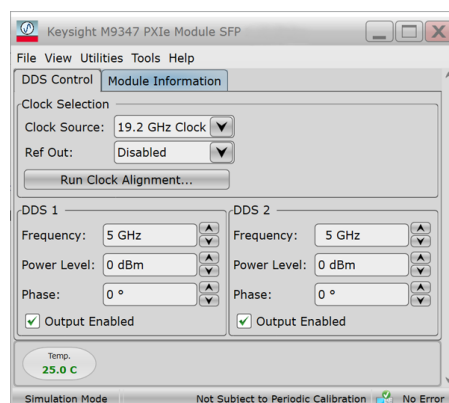 Keysight M9347 PXIe Module SFP
File View Utilities Tools Help
DDS Control Module Information
Clock Selection
Clock Source: 19.2 GHz Clock
Ref Out: Disabled
Run Clock Alignment...
DDS 1 DDS 2
Frequency: 5 GHz Frequency: 5 GHz
Power Level: 0 dBm Power Level: 0 dBm
Phase: 0 ° Phase: 0 °
Output Enabled Output Enabled
Temp.
25.0 C
Simulation Mode Not Subject to Periodic Calibration No Error